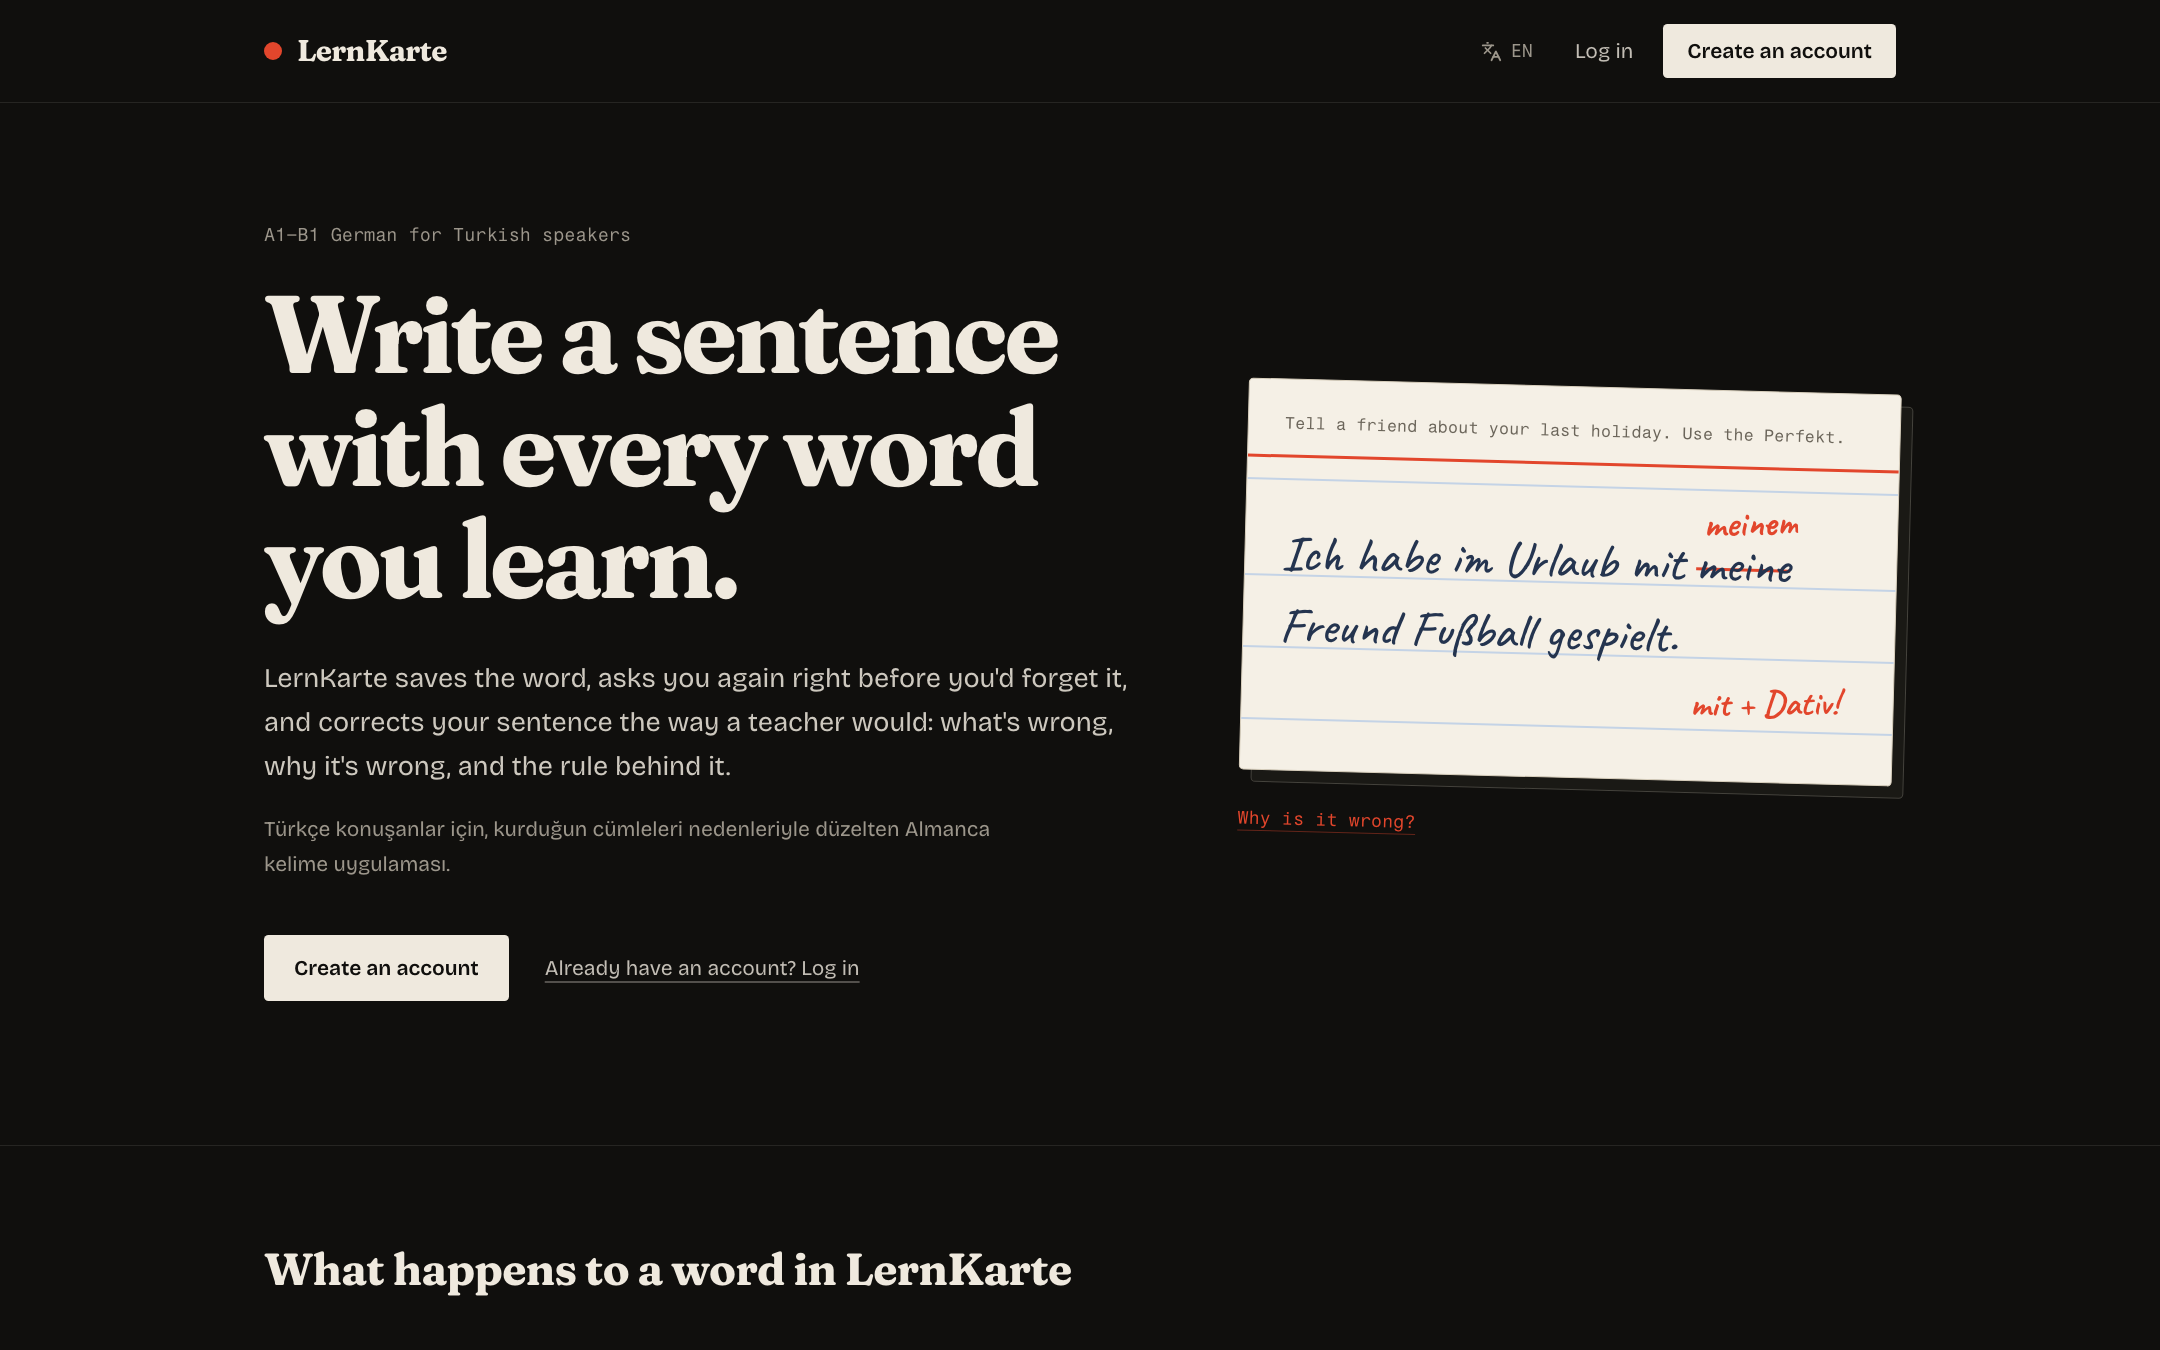 LernKarte
EN
Log in
Create an account
A1–B1 German for Turkish speakers
Write a sentence
with every word
you learn.
LernKarte saves the word, asks you again right before you'd forget it,
and corrects your sentence the way a teacher would: what's wrong,
why it's wrong, and the rule behind it.
Türkçe konuşanlar için, kurduğun cümleleri nedenleriyle düzelten Almanca
kelime uygulaması.
Create an account
Already have an account? Log in
Tell a friend about your last holiday. Use the Perfekt.
meinem
Ich habe im Urlaub mit meine
Freund Fußball gespielt.
mit + Dativ!
Why is it wrong?
What happens to a word in LernKarte